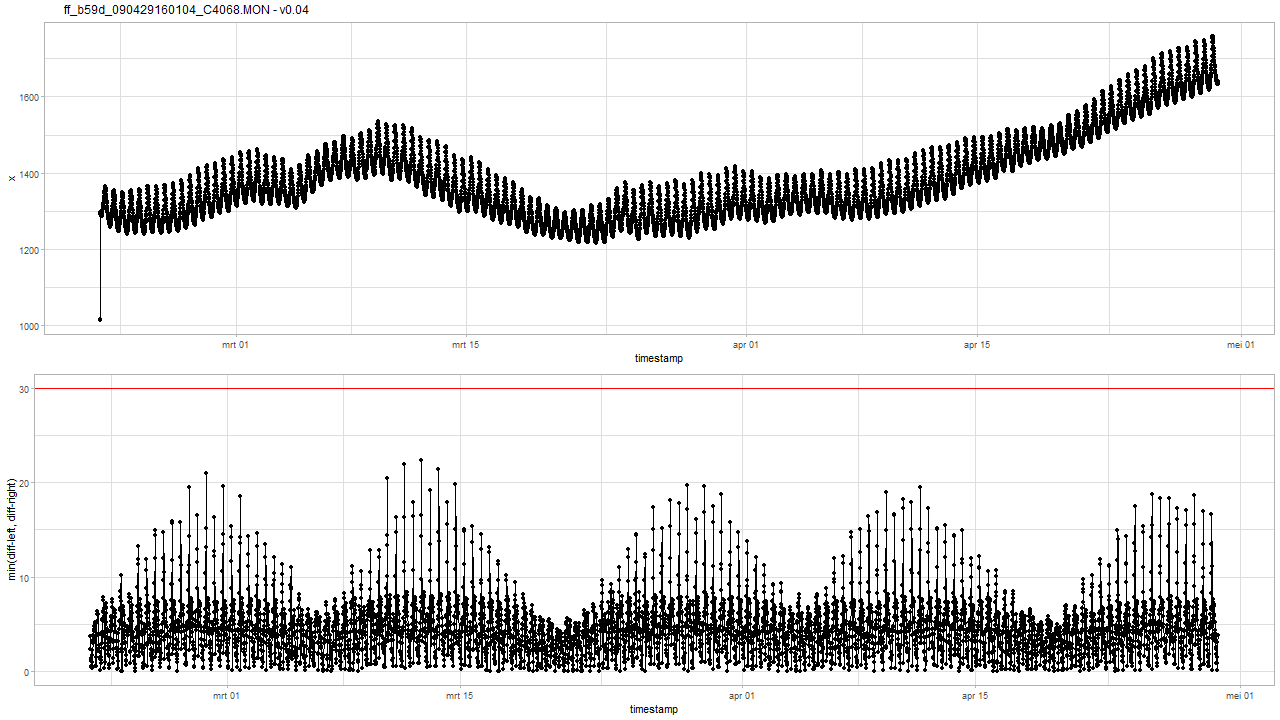 ff_b59d_090429160104_C4068.MON - v0.04
x
1600
1400
1200
1000
mrt 01
mrt 15
apr 01
apr 15
mei 01
timestamp
min(diff-left, diff-right)
30
20
10
0
mrt 01
mrt 15
apr 01
apr 15
mei 01
timestamp